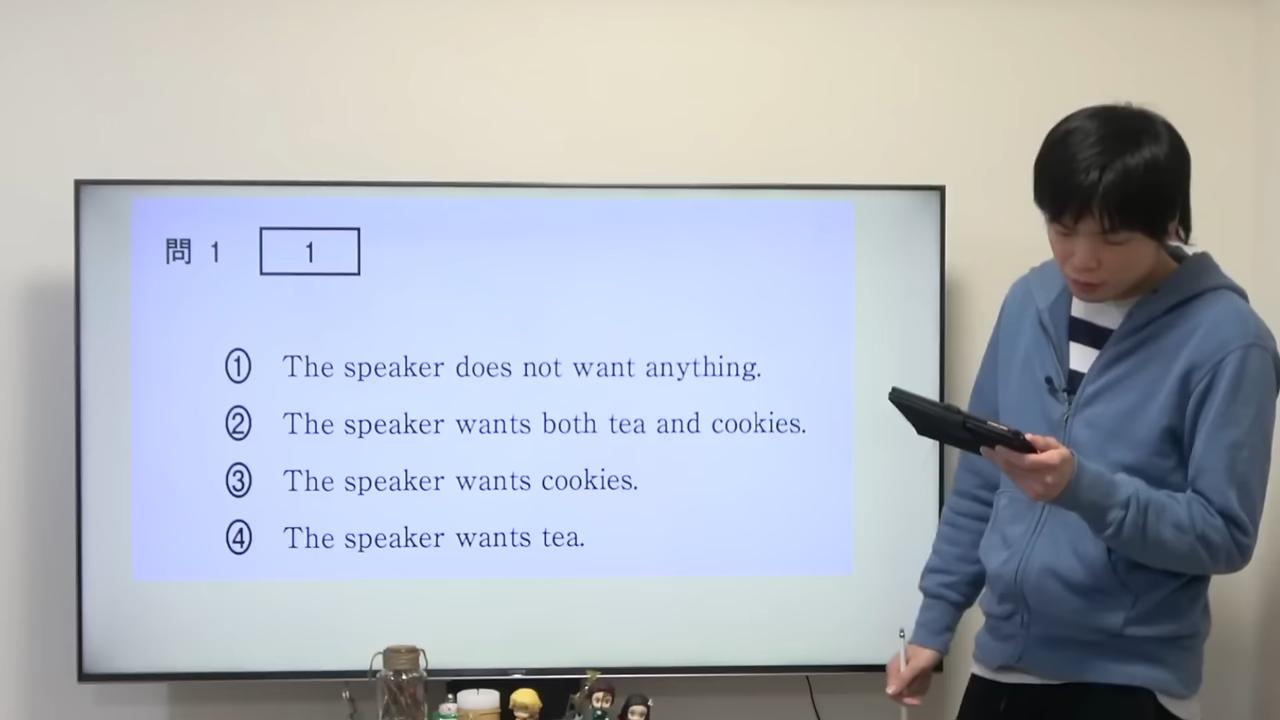 問 1 1
① The speaker does not want anything.
② The speaker wants both tea and cookies.
③ The speaker wants cookies.
④ The speaker wants tea.